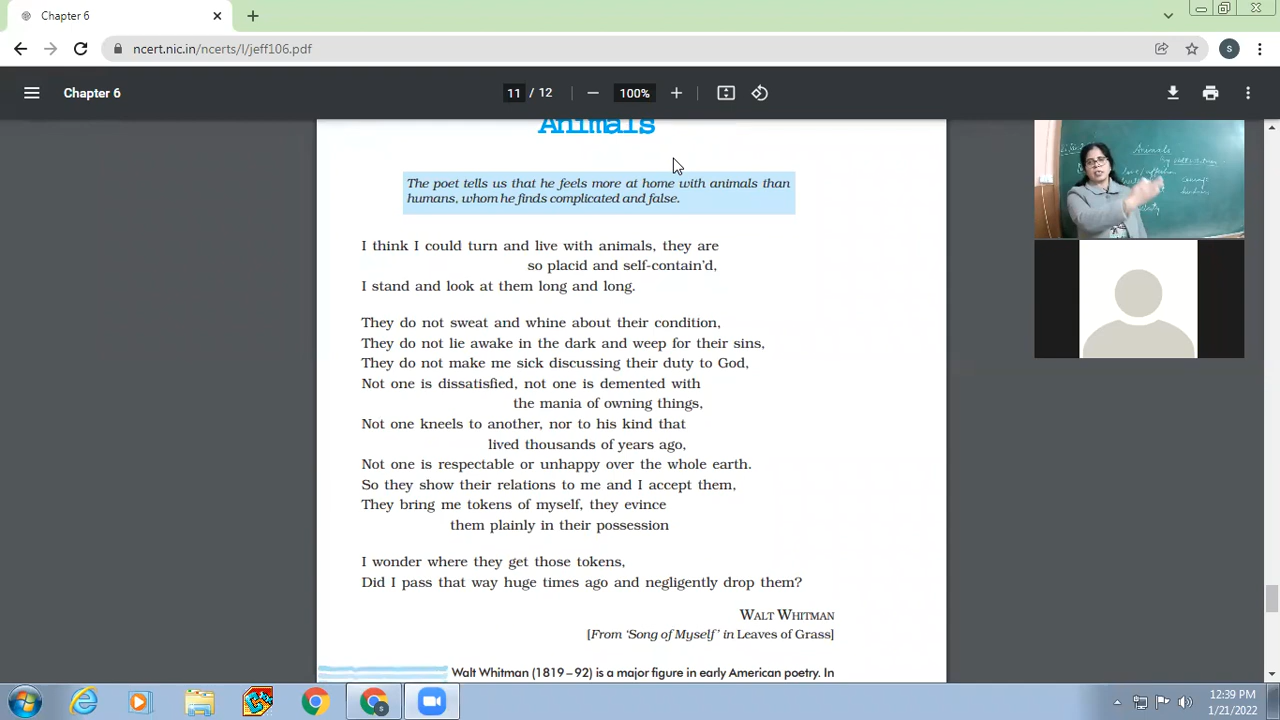 Chapter 6
ncert.nic.in/ncerts/l/jeff106.pdf
S
Chapter 6
11 / 12
100%
Animals
The poet tells us that he feels more at home with animals than
humans, whom he finds complicated and false.
I think I could turn and live with animals, they are
so placid and self-contain'd,
I stand and look at them long and long.
They do not sweat and whine about their condition,
They do not lie awake in the dark and weep for their sins,
They do not make me sick discussing their duty to God,
Not one is dissatisfied, not one is demented with
the mania of owning things,
Not one kneels to another, nor to his kind that
lived thousands of years ago,
Not one is respectable or unhappy over the whole earth.
So they show their relations to me and I accept them,
They bring me tokens of myself, they evince
them plainly in their possession
I wonder where they get those tokens,
Did I pass that way huge times ago and negligently drop them?
WALT WHITMAN
[From ‘Song of Myself’ in Leaves of Grass]
Walt Whitman (1819–92) is a major figure in early American poetry. In
Animals
by Walt Whitman
12:39 PM
1/21/2022